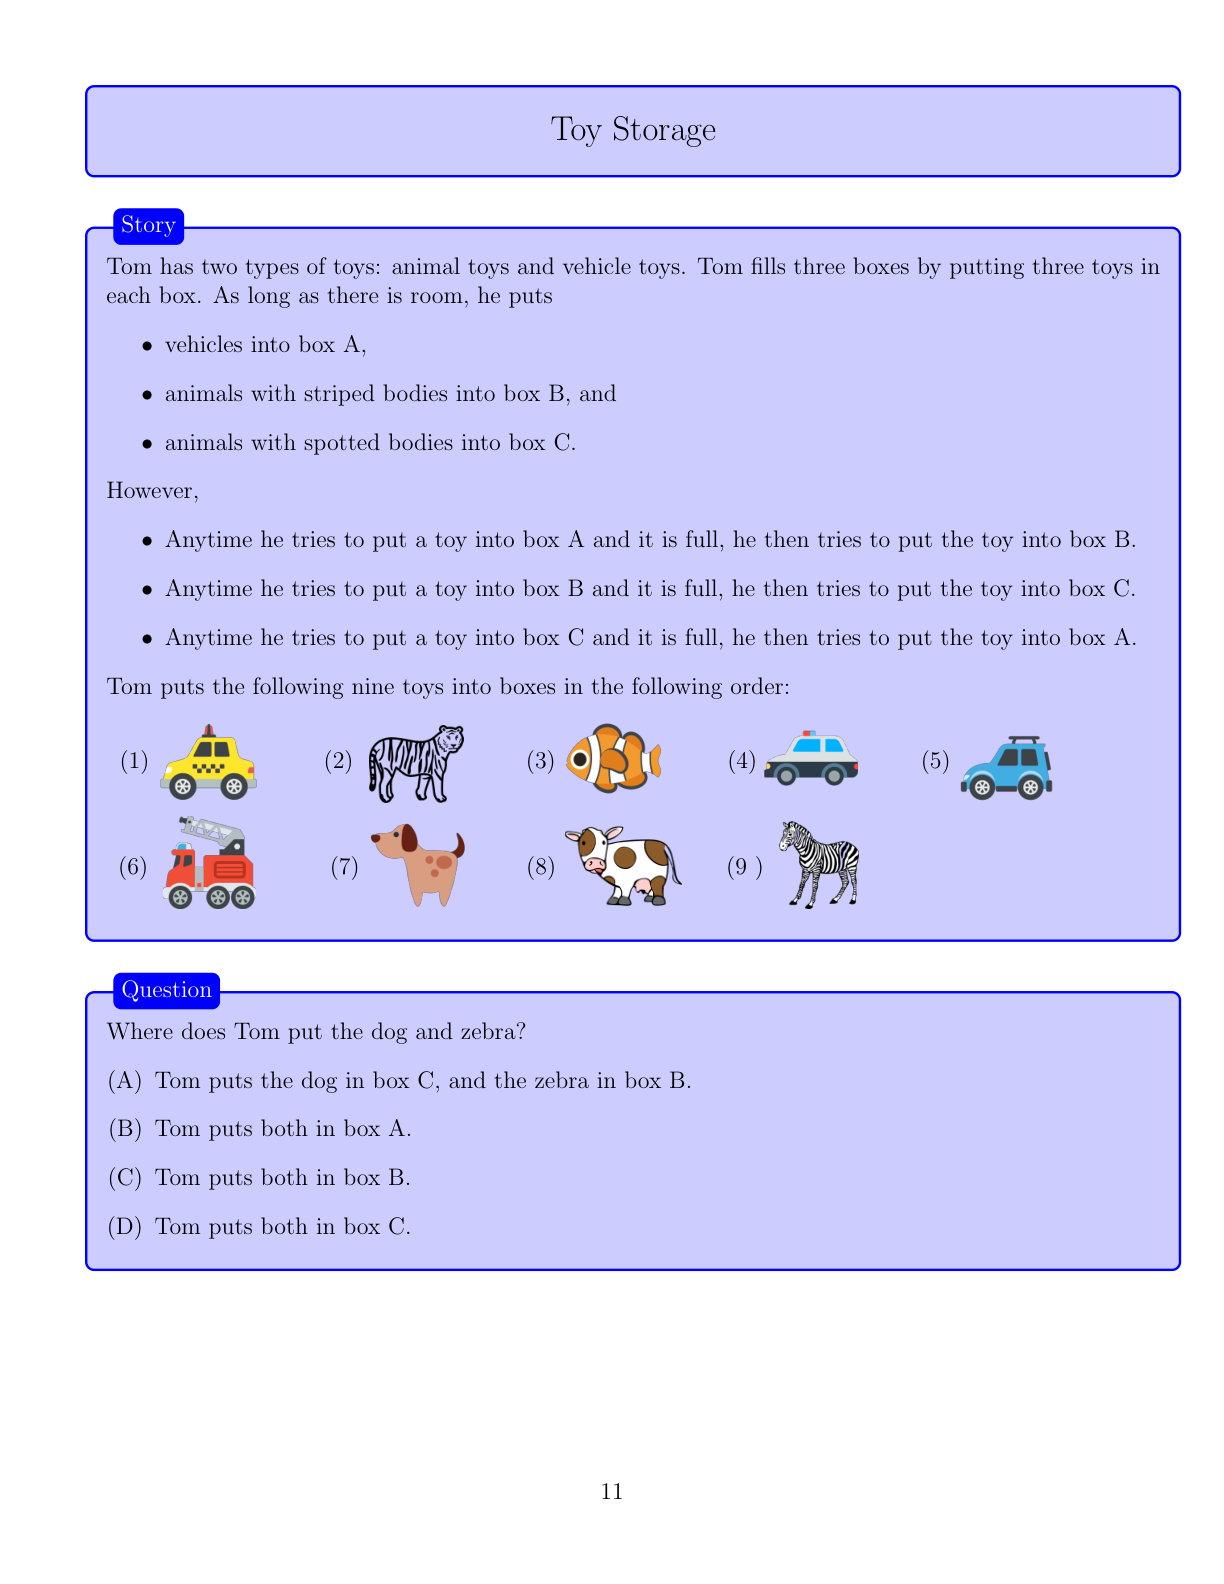 Toy Storage
Story
Tom has two types of toys: animal toys and vehicle toys. Tom fills three boxes by putting three toys in
each box. As long as there is room, he puts
• vehicles into box A,
• animals with striped bodies into box B, and
• animals with spotted bodies into box C.
However,
• Anytime he tries to put a toy into box A and it is full, he then tries to put the toy into box B.
• Anytime he tries to put a toy into box B and it is full, he then tries to put the toy into box C.
• Anytime he tries to put a toy into box C and it is full, he then tries to put the toy into box A.
Tom puts the following nine toys into boxes in the following order:
(1) (2) (3) (4) (5)
(6) (7) (8) (9 )
Question
Where does Tom put the dog and zebra?
(A) Tom puts the dog in box C, and the zebra in box B.
(B) Tom puts both in box A.
(C) Tom puts both in box B.
(D) Tom puts both in box C.
11